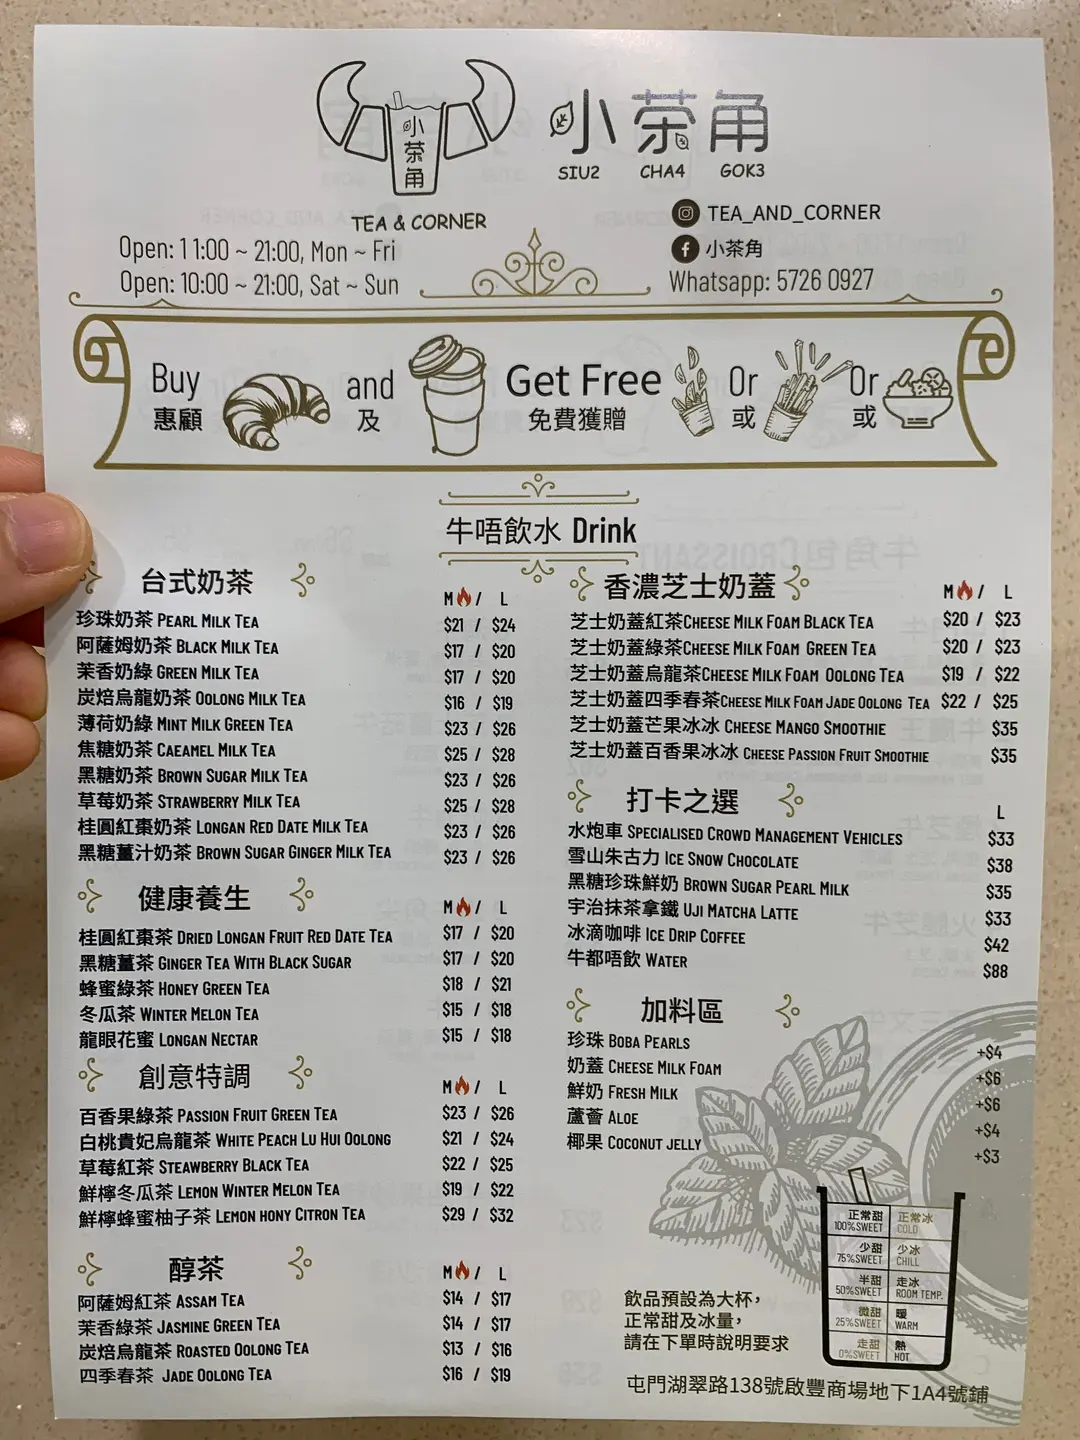 小茶角
小茶角
SIU2 CHA4 GOK3
TEA & CORNER
TEA_AND_CORNER
小茶角
Whatsapp: 5726 0927
Open: 11:00 ~ 21:00, Mon ~ Fri
Open: 10:00 ~ 21:00, Sat ~ Sun
Buy and Get Free Or Or
惠顧 及 免費獲贈 或 或
牛唔飲水 Drink
台式奶茶 M / L
珍珠奶茶 PEARL MILK TEA $21 / $24
阿薩姆奶茶 BLACK MILK TEA $17 / $20
茉香奶綠 GREEN MILK TEA $17 / $20
炭焙烏龍奶茶 OOLONG MILK TEA $16 / $19
薄荷奶綠 MINT MILK GREEN TEA $23 / $26
焦糖奶茶 CAEAMEL MILK TEA $25 / $28
黑糖奶茶 BROWN SUGAR MILK TEA $23 / $26
草莓奶茶 STRAWBERRY MILK TEA $25 / $28
桂圓紅棗奶茶 LONGAN RED DATE MILK TEA $23 / $26
黑糖薑汁奶茶 BROWN SUGAR GINGER MILK TEA $23 / $26
健康養生 M / L
桂圓紅棗茶 DRIED LONGAN FRUIT RED DATE TEA $17 / $20
黑糖薑茶 GINGER TEA WITH BLACK SUGAR $17 / $20
蜂蜜綠茶 HONEY GREEN TEA $18 / $21
冬瓜茶 WINTER MELON TEA $15 / $18
龍眼花蜜 LONGAN NECTAR $15 / $18
創意特調 M / L
百香果綠茶 PASSION FRUIT GREEN TEA $23 / $26
白桃貴妃烏龍茶 WHITE PEACH LU HUI OOLONG $21 / $24
草莓紅茶 STEAWBERRY BLACK TEA $22 / $25
鮮檸冬瓜茶 LEMON WINTER MELON TEA $19 / $22
鮮檸蜂蜜柚子茶 LEMON HONY CITRON TEA $29 / $32
醇茶 M / L
阿薩姆紅茶 ASSAM TEA $14 / $17
茉香綠茶 JASMINE GREEN TEA $14 / $17
炭焙烏龍茶 ROASTED OOLONG TEA $13 / $16
四季春茶 JADE OOLONG TEA $16 / $19
香濃芝士奶蓋 M / L
芝士奶蓋紅茶CHEESE MILK FOAM BLACK TEA $20 / $23
芝士奶蓋綠茶CHEESE MILK FOAM GREEN TEA $20 / $23
芝士奶蓋烏龍茶CHEESE MILK FOAM OOLONG TEA $19 / $22
芝士奶蓋四季春茶CHEESE MILK FOAM JADE OOLONG TEA $22 / $25
芝士奶蓋芒果冰冰 CHEESE MANGO SMOOTHIE $35
芝士奶蓋百香果冰冰 CHEESE PASSION FRUIT SMOOTHIE $35
打卡之選 L
水炮車 SPECIALISED CROWD MANAGEMENT VEHICLES $33
雪山朱古力 ICE SNOW CHOCOLATE $38
黑糖珍珠鮮奶 BROWN SUGAR PEARL MILK $35
宇治抹茶拿鐵 UJI MATCHA LATTE $33
冰滴咖啡 ICE DRIP COFFEE $42
牛都唔飲 WATER $88
加料區
珍珠 BOBA PEARLS +$4
奶蓋 CHEESE MILK FOAM +$6
鮮奶 FRESH MILK +$6
蘆薈 ALOE +$4
椰果 COCONUT JELLY +$3
正常甜 正常冰
100%SWEET COLD
少甜 少冰
75%SWEET CHILL
半甜 走冰
50%SWEET ROOM TEMP.
微甜 暖
25%SWEET WARM
走甜 熱
0%SWEET HOT
飲品預設為大杯，
正常甜及冰量，
請在下單時說明要求
屯門湖翠路138號啟豐商場地下1A4號鋪